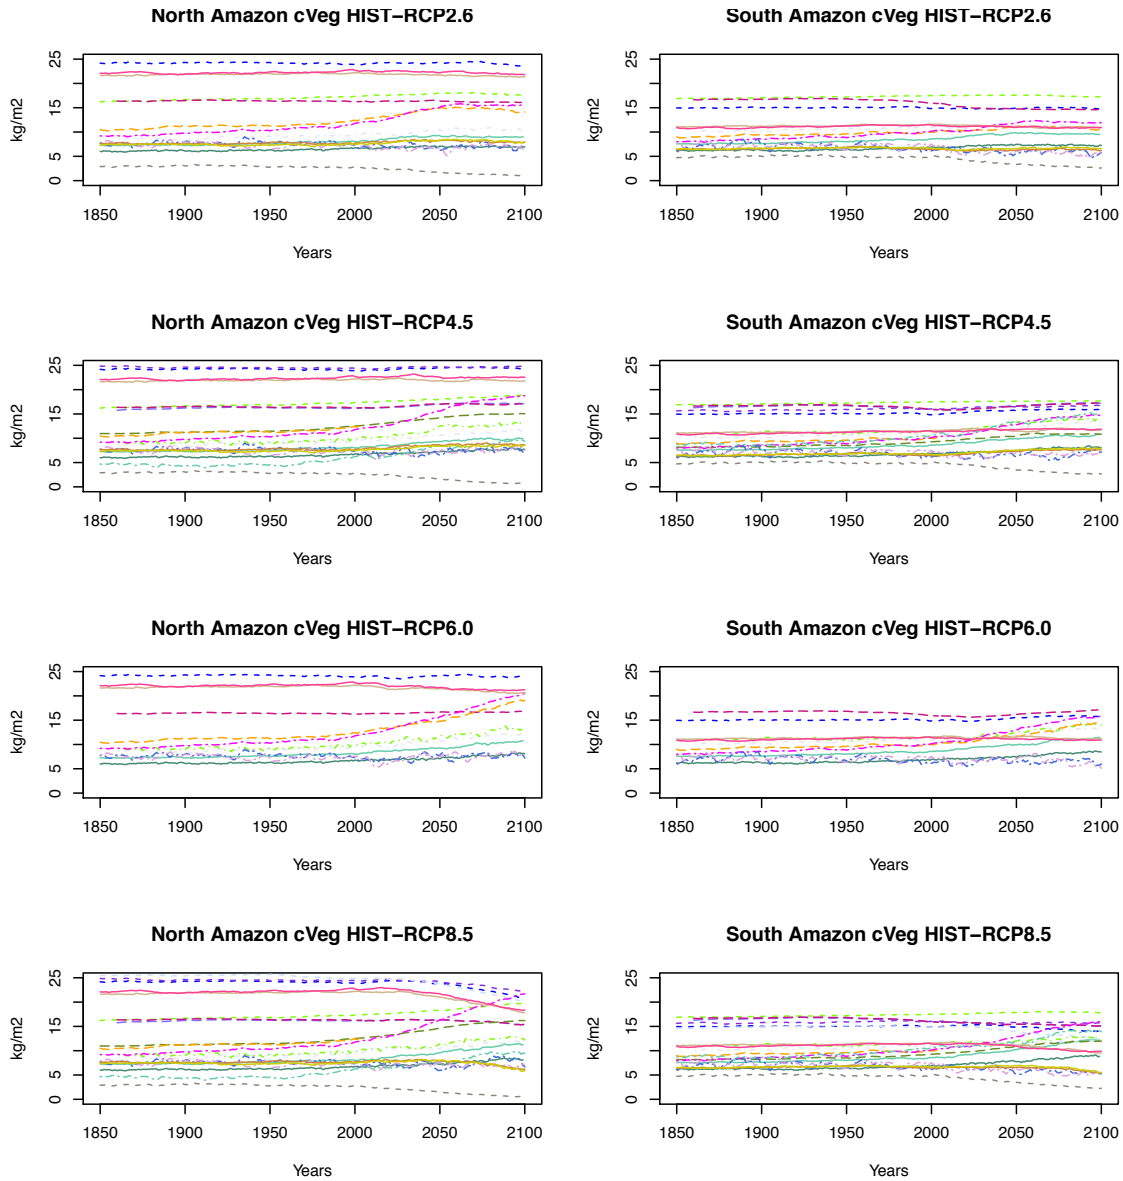 North Amazon cVeg HIST−RCP2.6
South Amazon cVeg HIST−RCP2.6
kg/m2
0 5 15 25
1850 1900 1950 2000 2050 2100
Years
kg/m2
0 5 15 25
1850 1900 1950 2000 2050 2100
Years
North Amazon cVeg HIST−RCP4.5
South Amazon cVeg HIST−RCP4.5
kg/m2
0 5 15 25
1850 1900 1950 2000 2050 2100
Years
kg/m2
0 5 15 25
1850 1900 1950 2000 2050 2100
Years
North Amazon cVeg HIST−RCP6.0
South Amazon cVeg HIST−RCP6.0
kg/m2
0 5 15 25
1850 1900 1950 2000 2050 2100
Years
kg/m2
0 5 15 25
1850 1900 1950 2000 2050 2100
Years
North Amazon cVeg HIST−RCP8.5
South Amazon cVeg HIST−RCP8.5
kg/m2
0 5 15 25
1850 1900 1950 2000 2050 2100
Years
kg/m2
0 5 15 25
1850 1900 1950 2000 2050 2100
Years